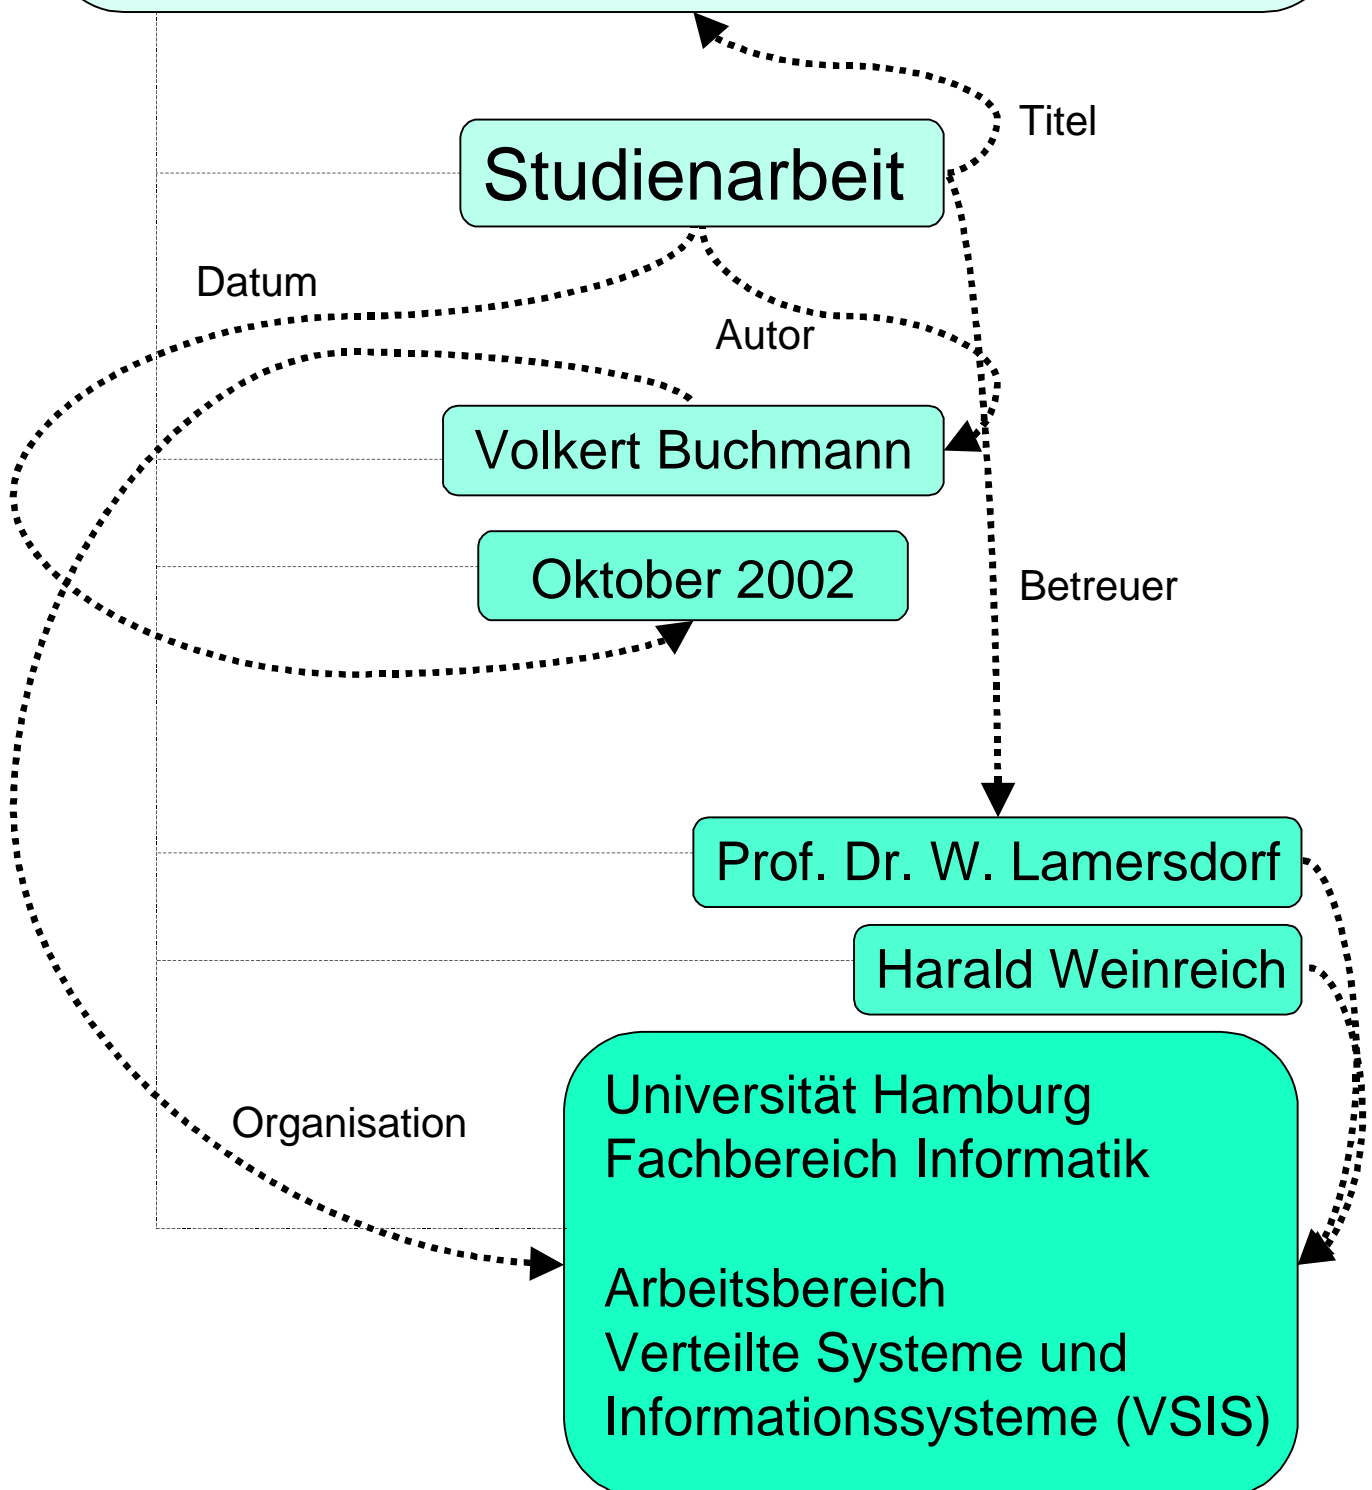 Titel
Studienarbeit
Datum
Autor
Volkert Buchmann
Oktober 2002
Betreuer
Prof. Dr. W. Lamersdorf
Harald Weinreich
Organisation
Universität Hamburg
Fachbereich Informatik
Arbeitsbereich
Verteilte Systeme und
Informationssysteme (VSIS)